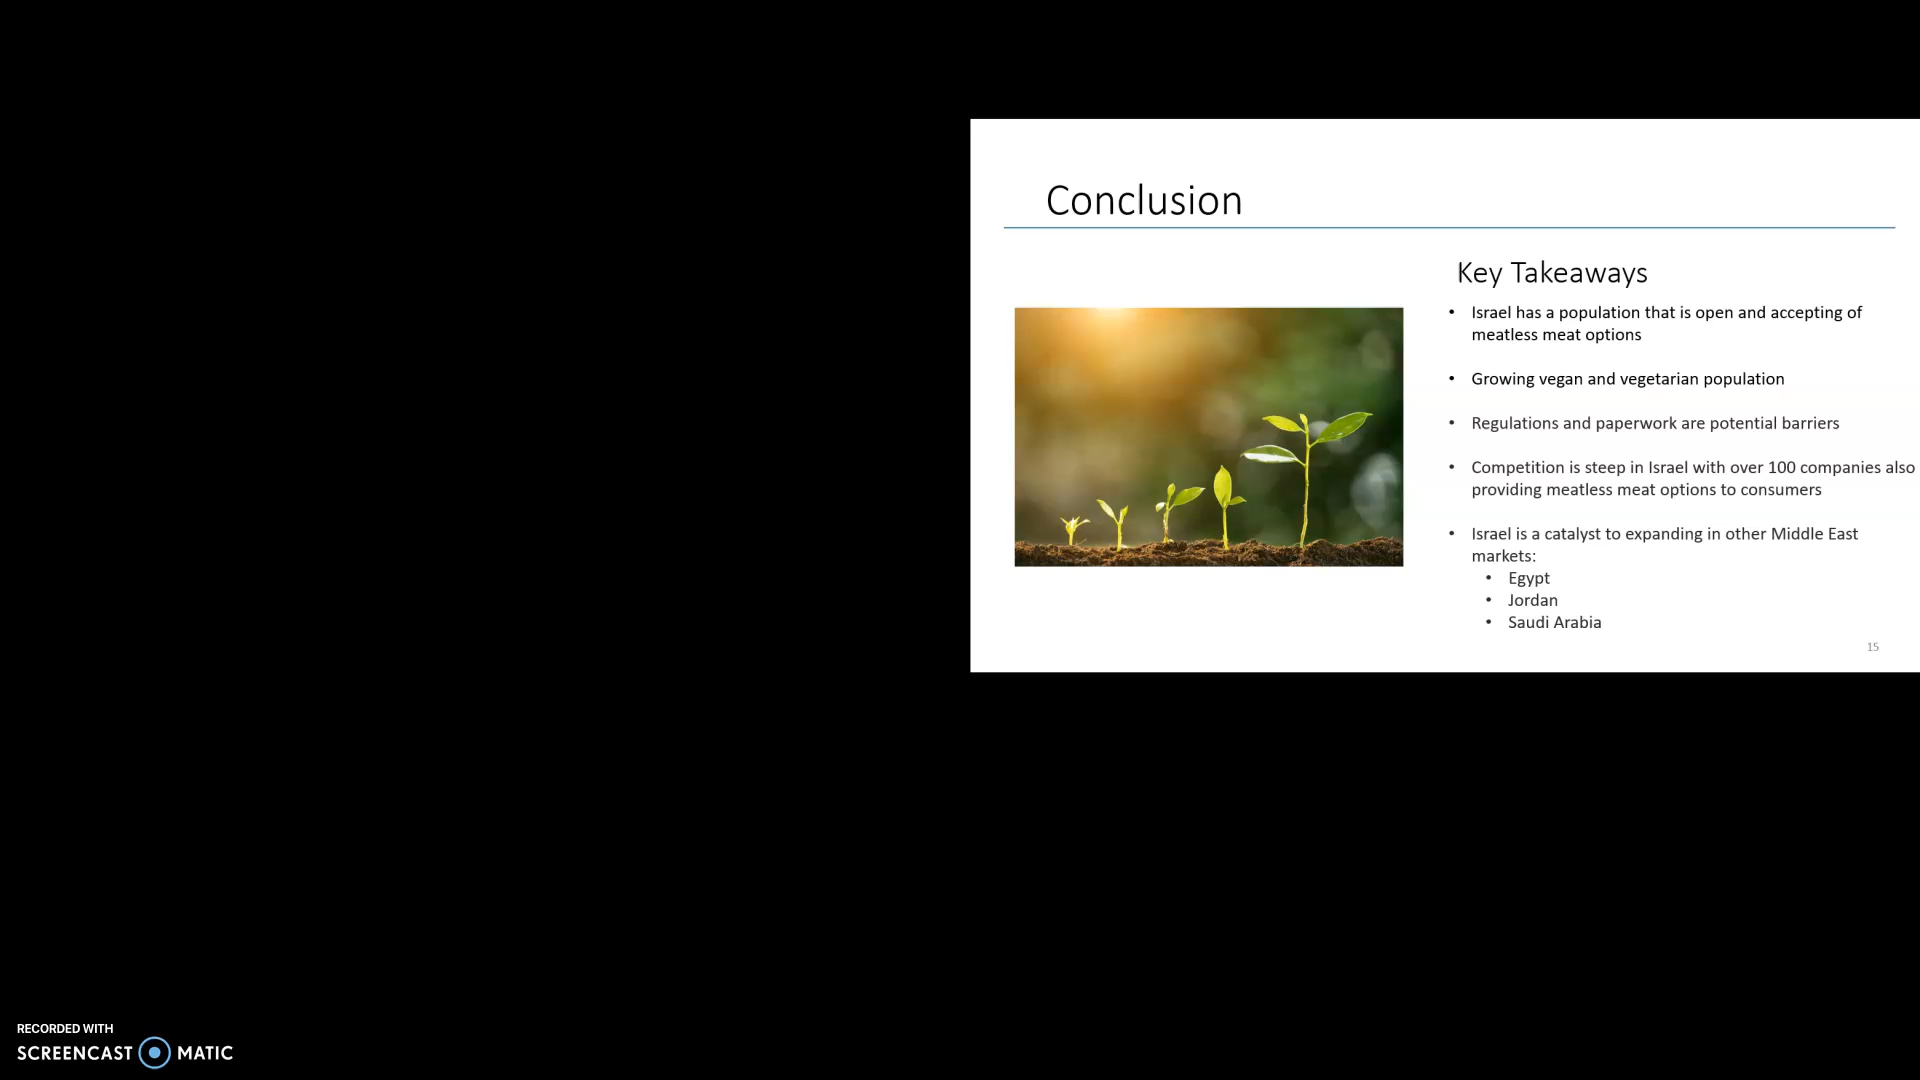 Conclusion
Key Takeaways
• Israel has a population that is open and accepting of
meatless meat options
• Growing vegan and vegetarian population
• Regulations and paperwork are potential barriers
• Competition is steep in Israel with over 100 companies also
providing meatless meat options to consumers
• Israel is a catalyst to expanding in other Middle East
markets:
• Egypt
• Jordan
• Saudi Arabia
15
RECORDED WITH
SCREENCAST MATIC